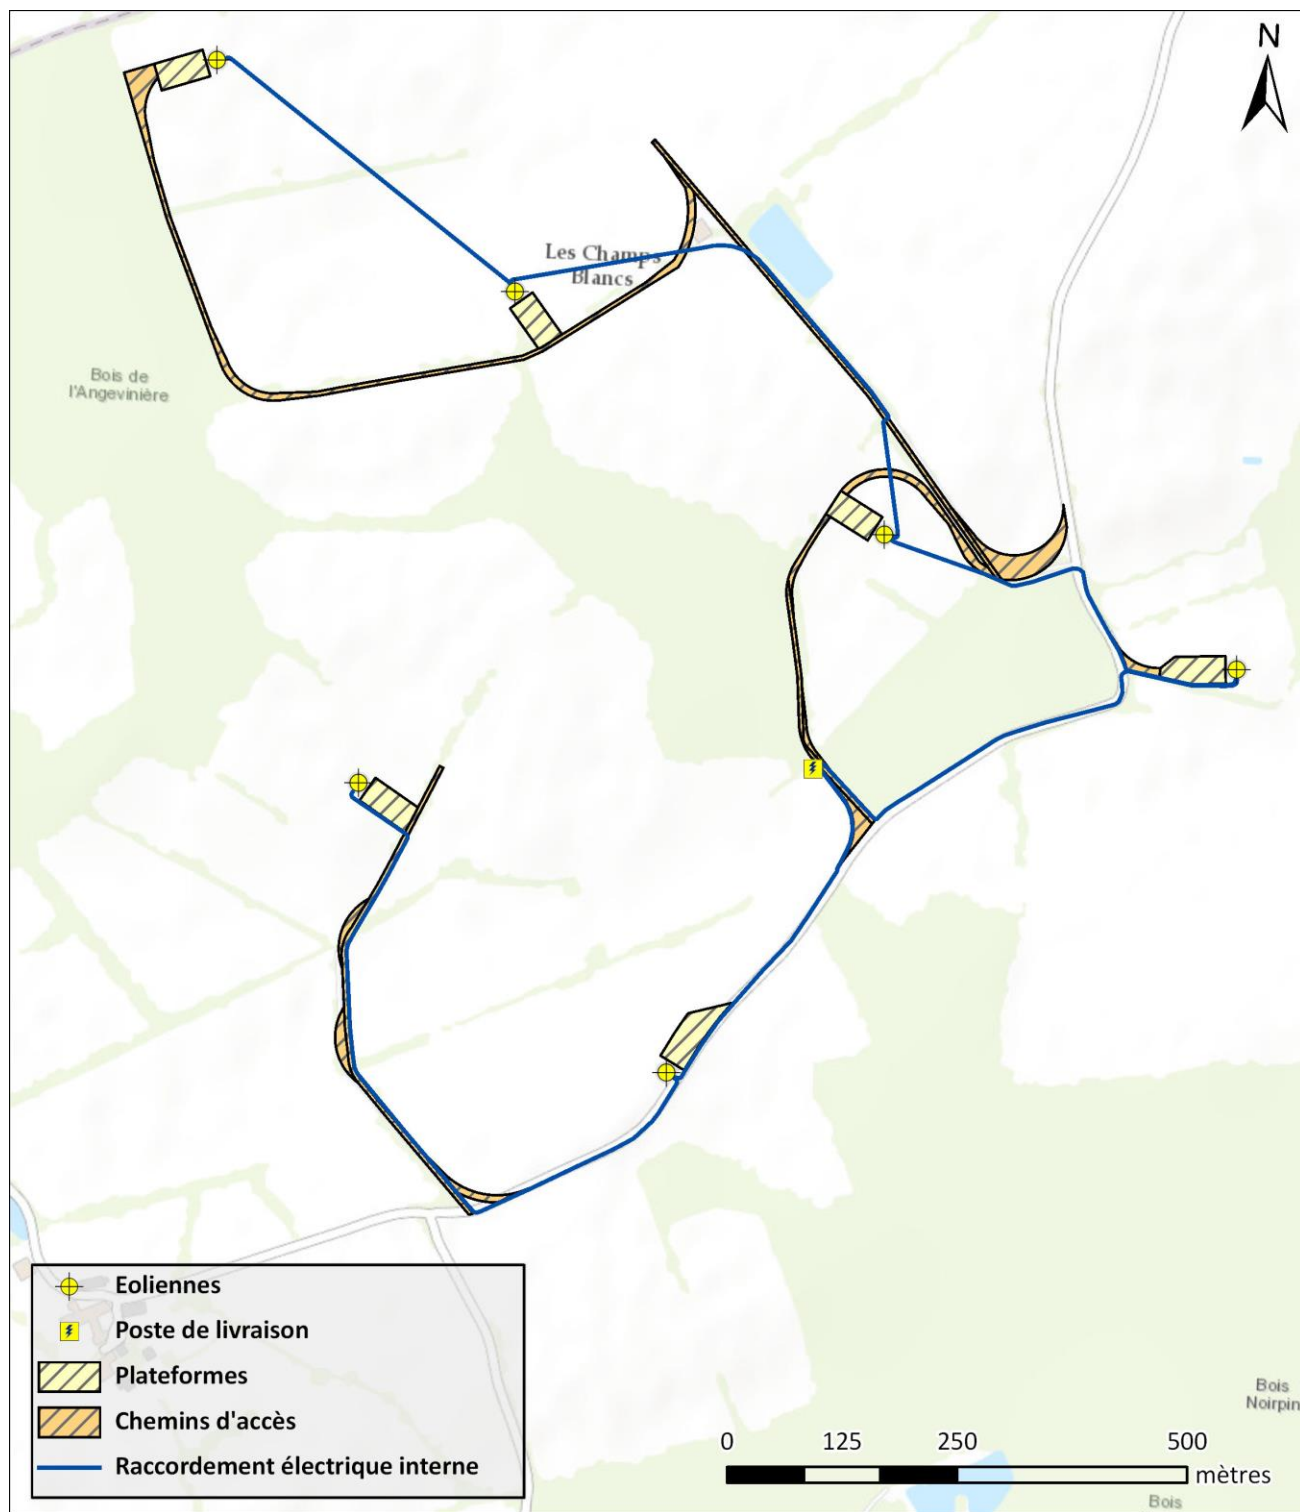 N
Les Champs
Blancs
Bois de
l'Angevinière
Eoliennes
Poste de livraison
Plateformes
Chemins d'accès
Raccordement électrique interne
Bois
Noirpin
0 125 250 500
mètres
Bois